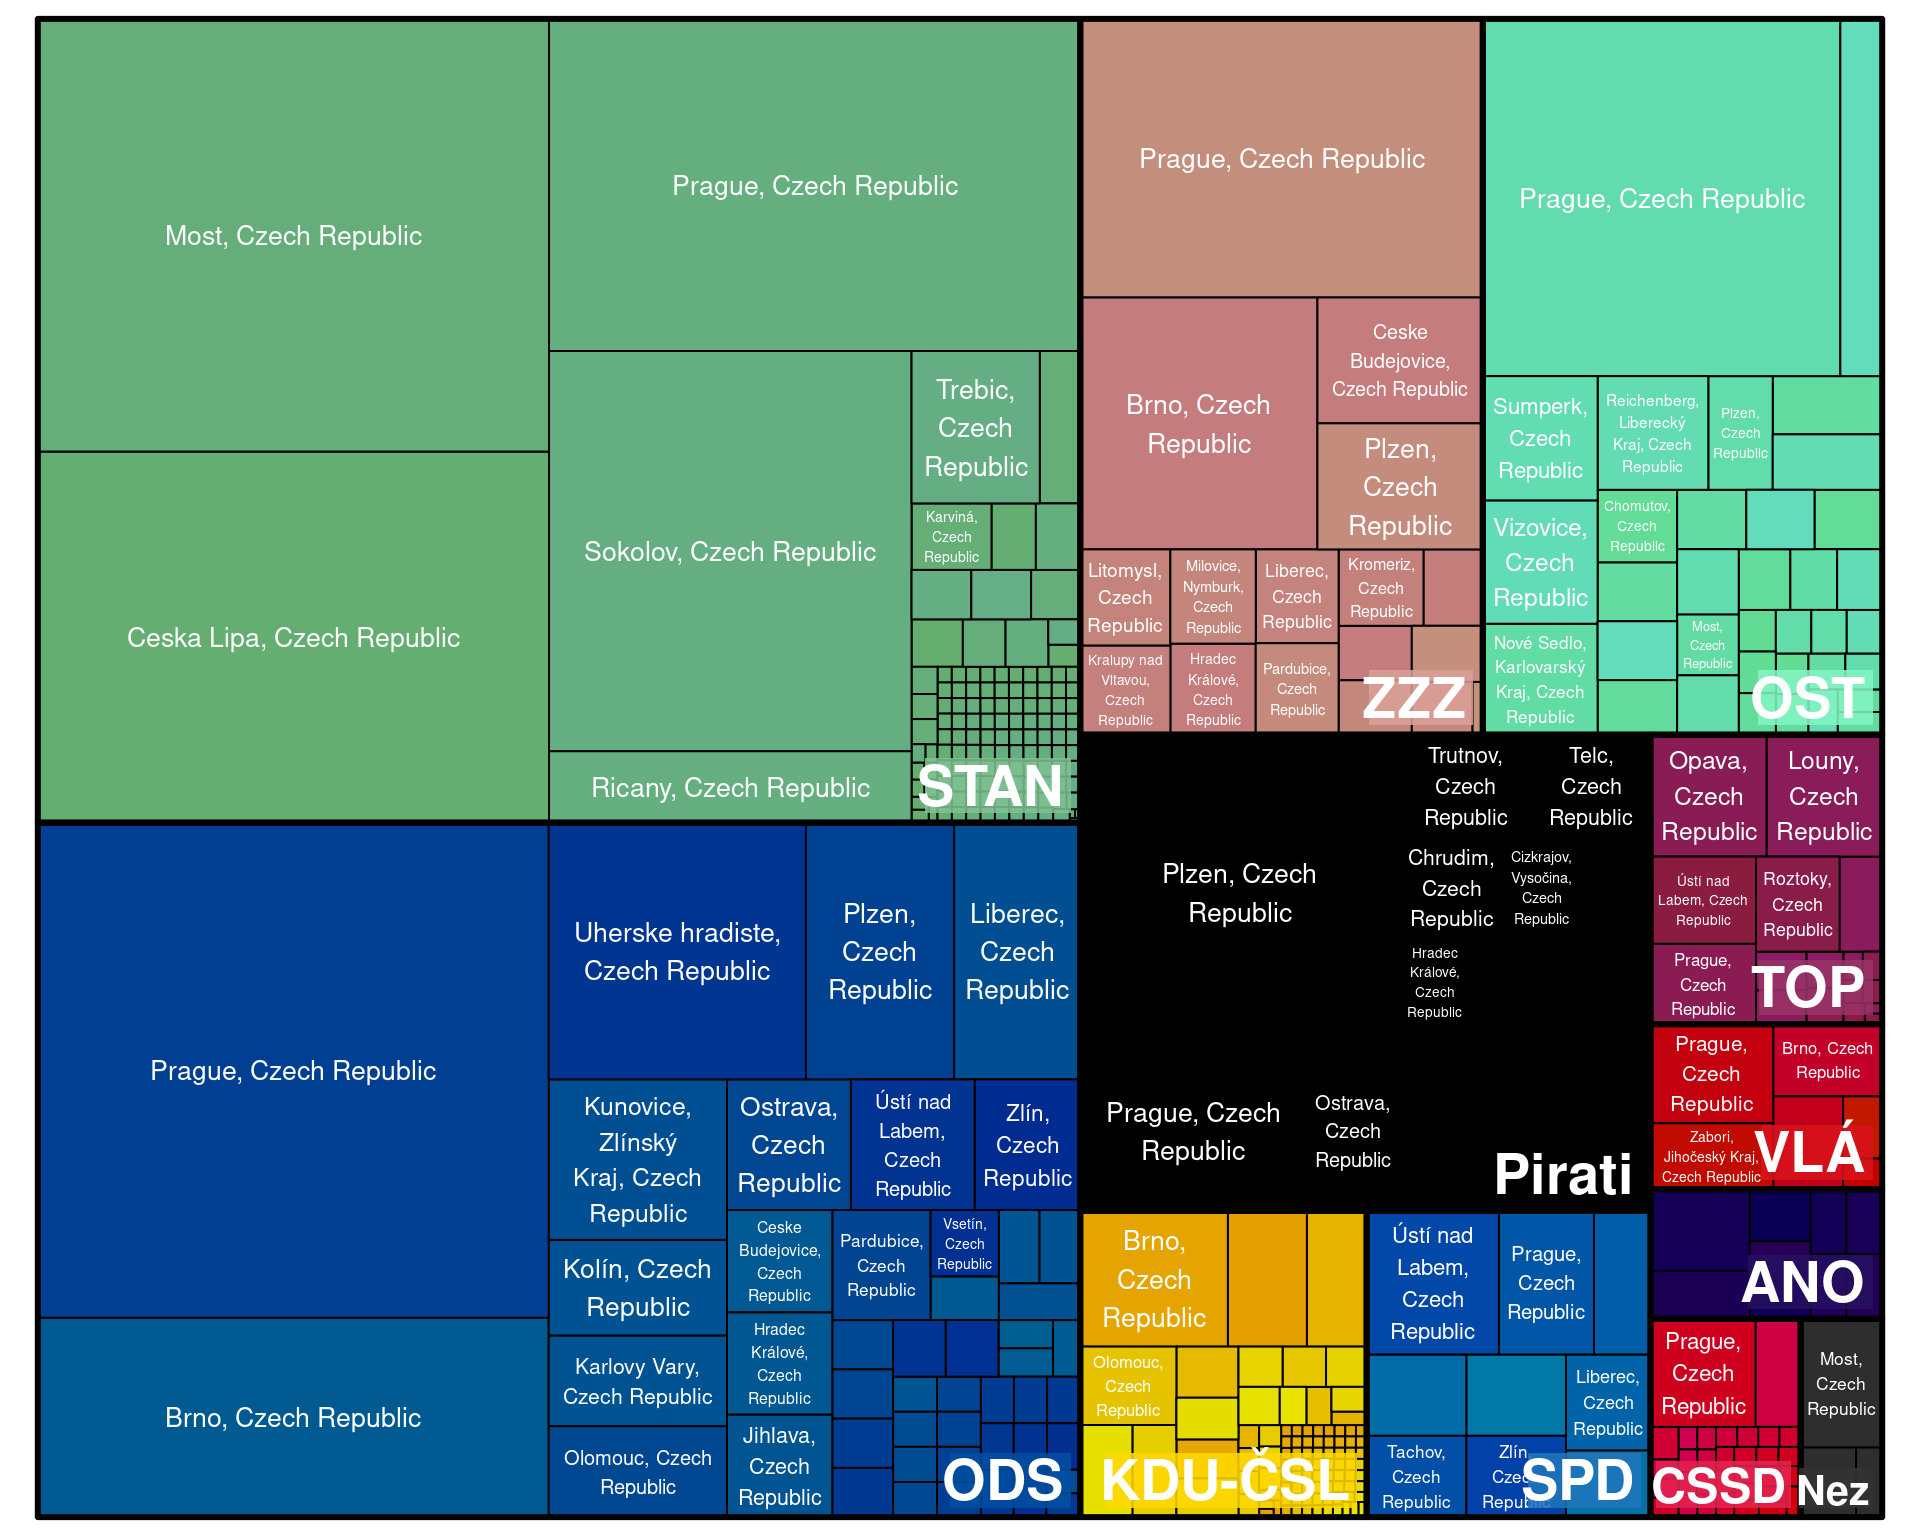 Most, Czech Republic
Ceska Lipa, Czech Republic
Prague, Czech Republic
Sokolov, Czech Republic
Ricany, Czech Republic
Trebic,
Czech
Republic
Karviná,
Czech
Republic
STAN
Prague, Czech Republic
Brno, Czech
Republic
Ceske
Budejovice,
Czech Republic
Plzen,
Czech
Republic
Litomysl,
Czech
Republic
Milovice,
Nymburk,
Czech
Republic
Liberec,
Czech
Republic
Kromeriz,
Czech
Republic
Kralupy nad
Vltavou,
Czech
Republic
Hradec
Králové,
Czech
Republic
Pardubice,
Czech
Republic
ZZZ
Prague, Czech Republic
Sumperk,
Czech
Republic
Reichenberg,
Liberecký
Kraj, Czech
Republic
Plzen,
Czech
Republic
Vizovice,
Czech
Republic
Chomutov,
Czech
Republic
Nové Sedlo,
Karlovarský
Kraj, Czech
Republic
Most,
Czech
Republic
OST
Prague, Czech Republic
Brno, Czech Republic
Uherske hradiste,
Czech Republic
Plzen,
Czech
Republic
Liberec,
Czech
Republic
Kunovice,
Zlínský
Kraj, Czech
Republic
Ostrava,
Czech
Republic
Ústí nad
Labem,
Czech
Republic
Zlín,
Czech
Republic
Kolín, Czech
Republic
Karlovy Vary,
Czech Republic
Olomouc, Czech
Republic
Ceske
Budejovice,
Czech
Republic
Pardubice,
Czech
Republic
Vsetín,
Czech
Republic
Hradec
Králové,
Czech
Republic
Jihlava,
Czech
Republic
ODS
Plzen, Czech
Republic
Prague, Czech
Republic
Ostrava,
Czech
Republic
Trutnov,
Czech
Republic
Telc,
Czech
Republic
Chrudim,
Czech
Republic
Cizkrajov,
Vysočina,
Czech
Republic
Hradec
Králové,
Czech
Republic
Pirati
Opava,
Czech
Republic
Louny,
Czech
Republic
Ústí nad
Labem, Czech
Republic
Roztoky,
Czech
Republic
Prague,
Czech
Republic
TOP
Prague,
Czech
Republic
Brno, Czech
Republic
Zabori,
Jihočeský Kraj,
Czech Republic
VLÁ
ANO
Brno,
Czech
Republic
Olomouc,
Czech
Republic
KDU-ČSL
Ústí nad
Labem,
Czech
Republic
Prague,
Czech
Republic
Liberec,
Czech
Republic
Tachov,
Czech
Republic
Zlín
Czech
Republic
SPD
Prague,
Czech
Republic
CSSD
Most,
Czech
Republic
Nez